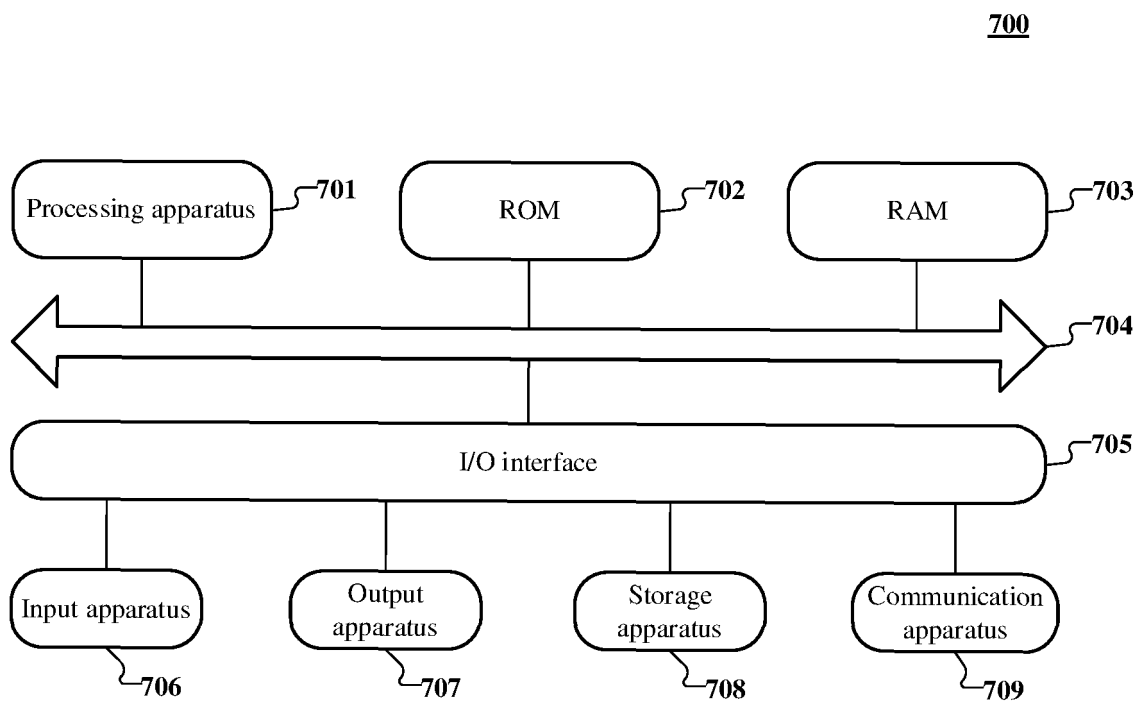 700
Processing apparatus
701
ROM
702
RAM
703
704
I/O interface
705
Input apparatus
Output
apparatus
Storage
apparatus
Communication
apparatus
706
707
708
709